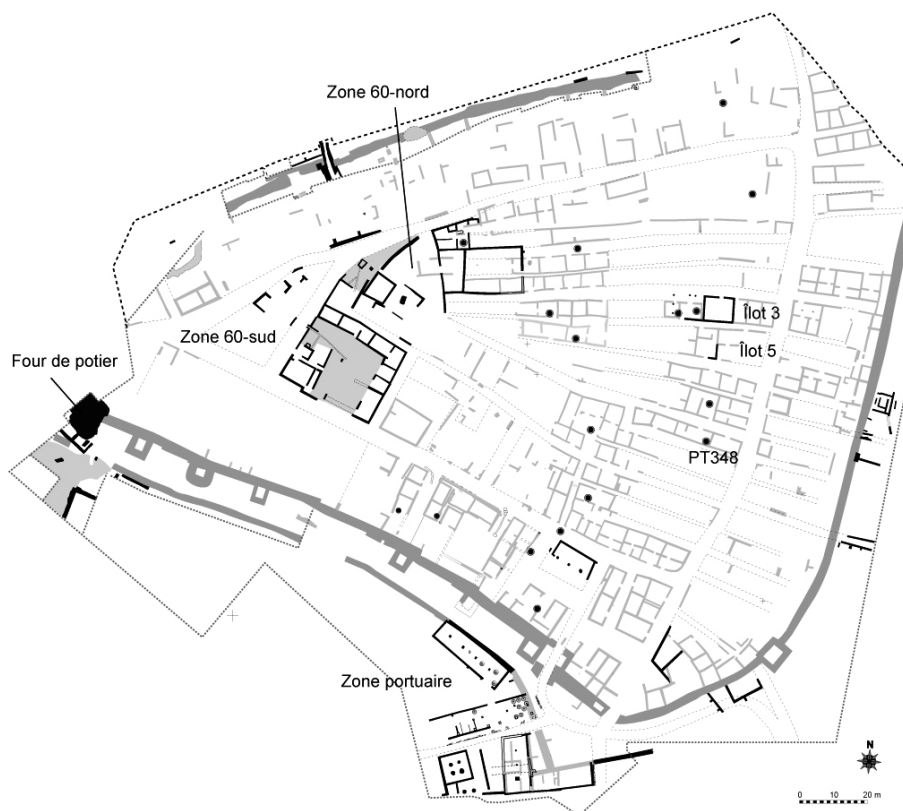 Zone 60-nord
Îlot 3
Zone 60-sud
Îlot 5
Four de potier
PT348
Zone portuaire
N
0 10 20 m